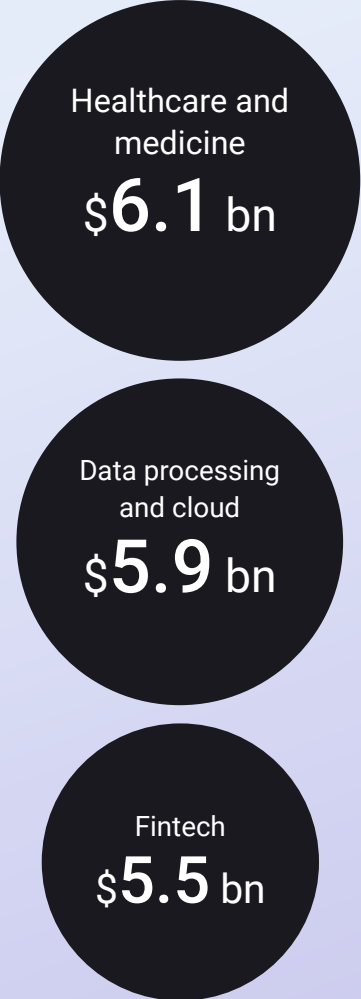 Healthcare and
medicine
$6.1 bn
Data processing
and cloud
$5.9 bn
Fintech
$5.5 bn